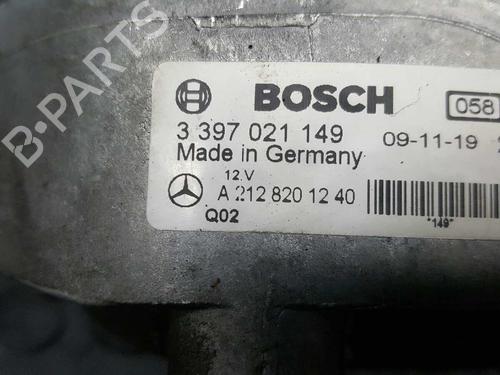 BOSCH 058
3 397 021 149 09-11-19
Made in Germany
12.V
A 212 820 12 40
Q02
*149*
B-PARTS